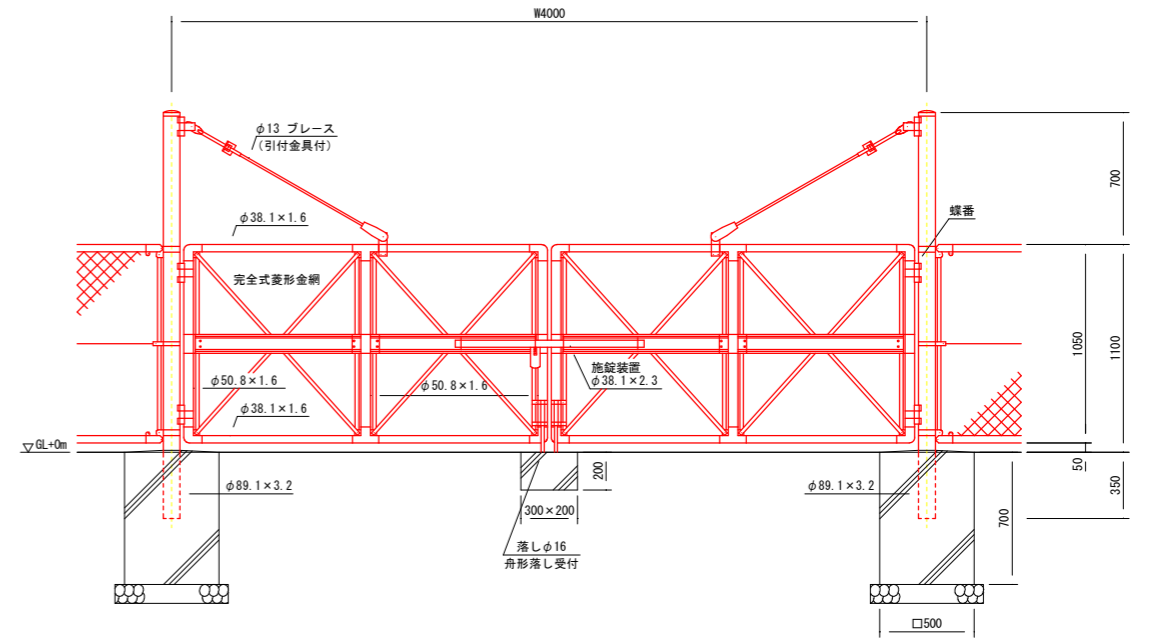 W4000
φ13 ブレース
(引付金具付)
700
φ38.1×1.6
蝶番
完全式菱形金網
1050
1100
施錠装置
φ50.8×1.6
φ50.8×1.6
φ38.1×2.3
φ38.1×1.6
▽GL+0m
50
200
350
φ89.1×3.2
φ89.1×3.2
300×200
700
落しφ16
舟形落し受付
□500